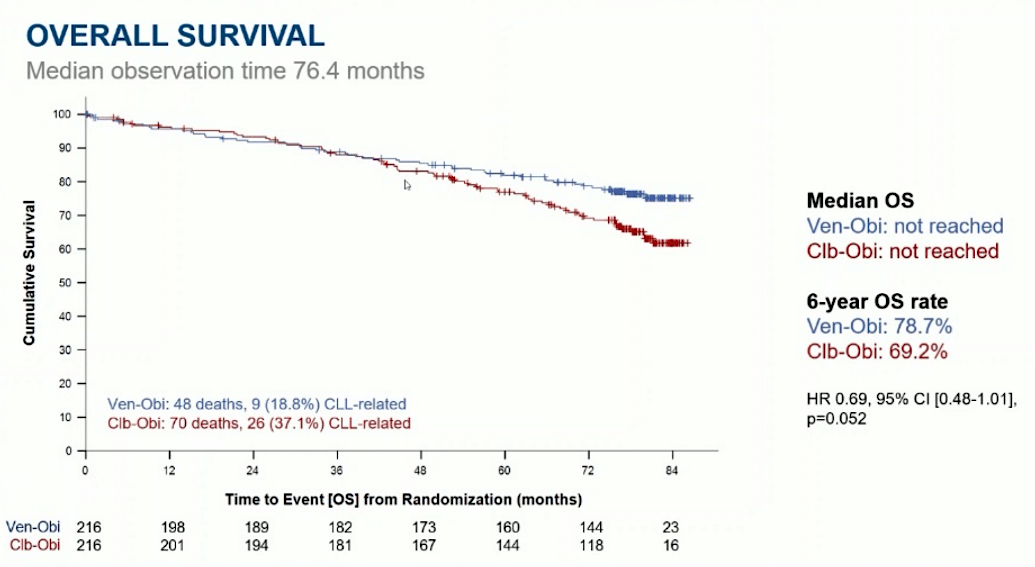 OVERALL SURVIVAL
Median observation time 76.4 months
100
90
80
70
60
50
40
30
20
10
0
Cumulative Survival
Ven-Obi: 48 deaths, 9 (18.8%) CLL-related
Clb-Obi: 70 deaths, 26 (37.1%) CLL-related
0 12 24 36 48 60 72 84
Time to Event [OS] from Randomization (months)
Ven-Obi 216 198 189 182 173 160 144 23
Clb-Obi 216 201 194 181 167 144 118 16
Median OS
Ven-Obi: not reached
Clb-Obi: not reached
6-year OS rate
Ven-Obi: 78.7%
Clb-Obi: 69.2%
HR 0.69, 95% CI [0.48-1.01],
p=0.052